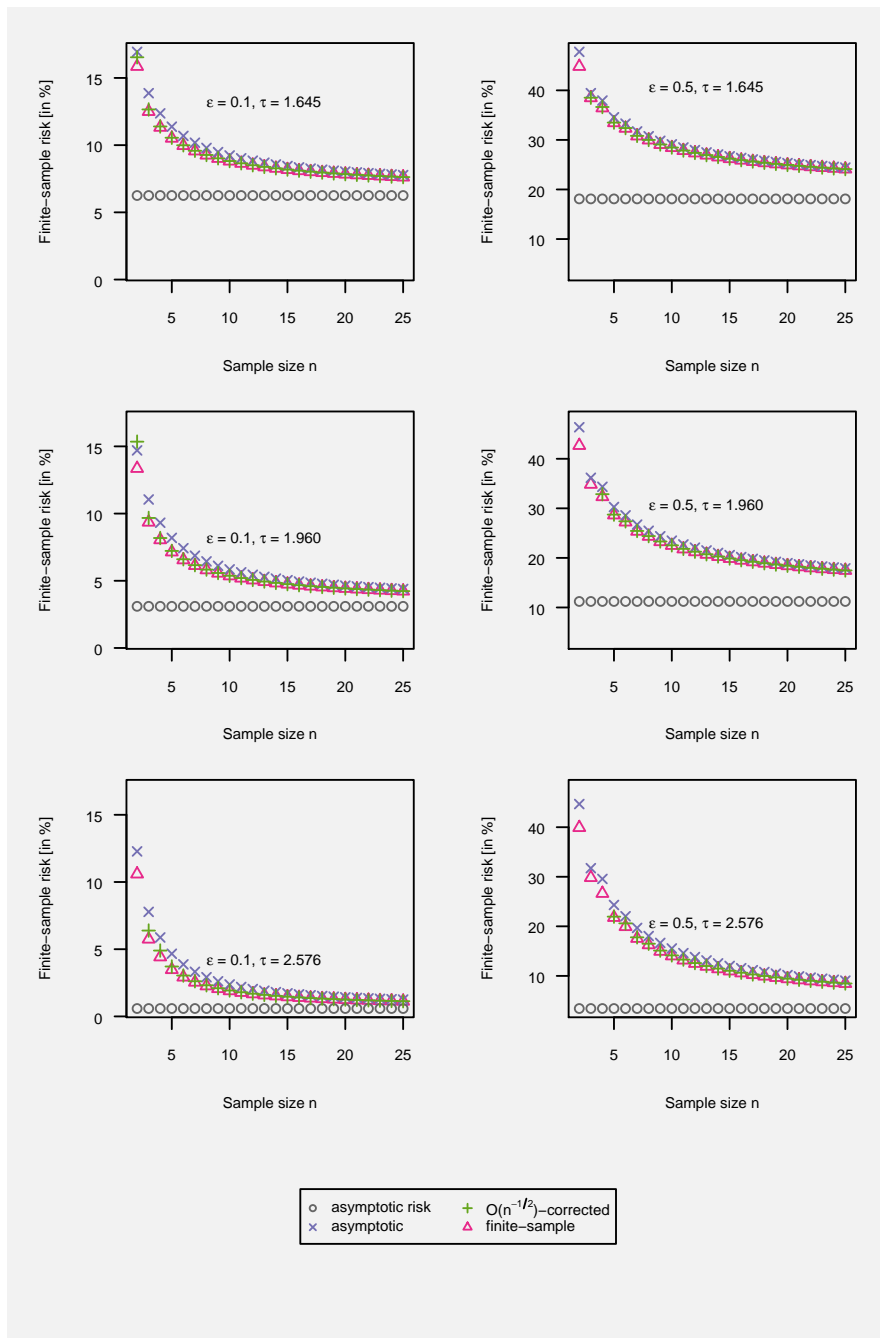 Finite−sample risk [in %]
15
10
5
0
ε = 0.1, τ = 1.645
5 10 15 20 25
Sample size n
Finite−sample risk [in %]
40
30
20
10
ε = 0.5, τ = 1.645
5 10 15 20 25
Sample size n
Finite−sample risk [in %]
15
10
5
0
ε = 0.1, τ = 1.960
5 10 15 20 25
Sample size n
Finite−sample risk [in %]
40
30
20
10
ε = 0.5, τ = 1.960
5 10 15 20 25
Sample size n
Finite−sample risk [in %]
15
10
5
0
ε = 0.1, τ = 2.576
5 10 15 20 25
Sample size n
Finite−sample risk [in %]
40
30
20
10
ε = 0.5, τ = 2.576
5 10 15 20 25
Sample size n
asymptotic risk
asymptotic
O(n⁻¹/²)−corrected
finite−sample